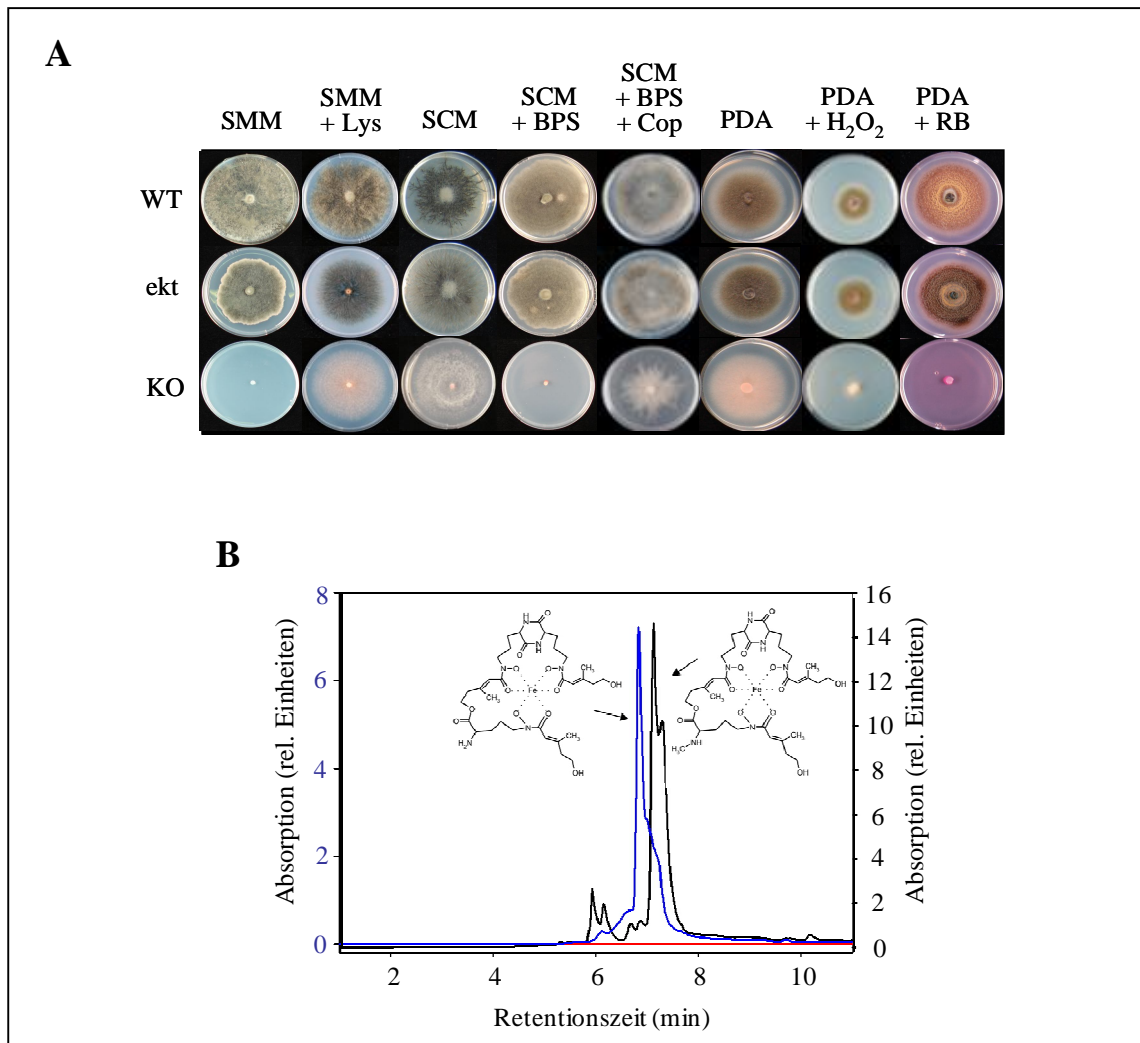 A
SMM
SMM + Lys
SCM
SCM + BPS
SCM + BPS + Cop
PDA
PDA + H₂O₂
PDA + RB
WT
ekt
KO
B
Absorption (rel. Einheiten)
8
6
4
2
0
16
14
12
10
8
6
4
2
0
Absorption (rel. Einheiten)
2
4
6
8
10
Retentionszeit (min)